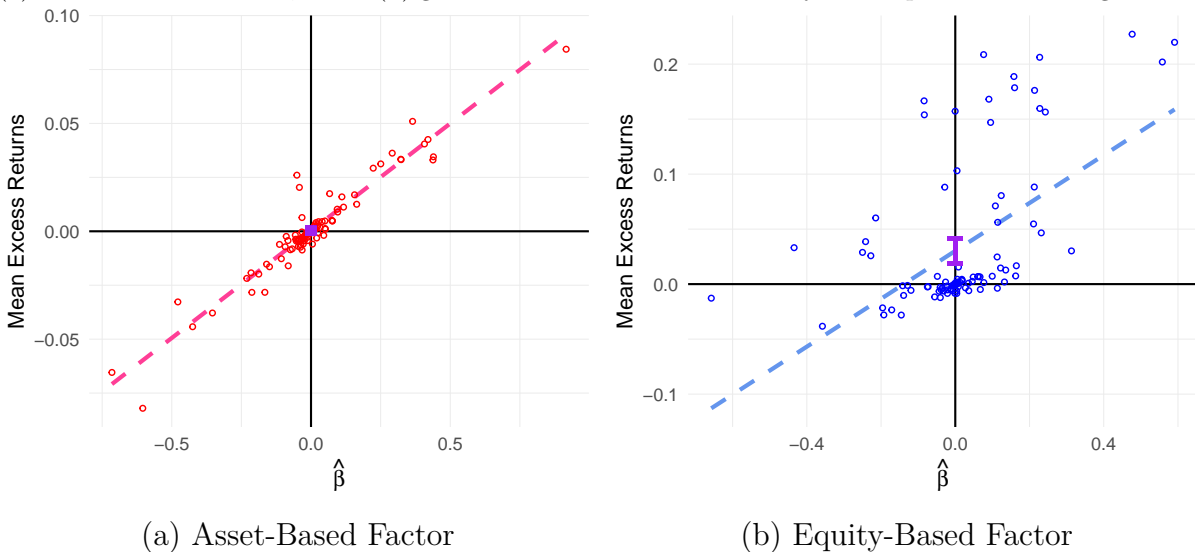 0.10
0.05
0.00
−0.05
Mean Excess Returns
−0.5
0.0
0.5
β̂
(a) Asset-Based Factor
0.2
0.1
0.0
−0.1
Mean Excess Returns
−0.4
0.0
0.4
β̂
(b) Equity-Based Factor